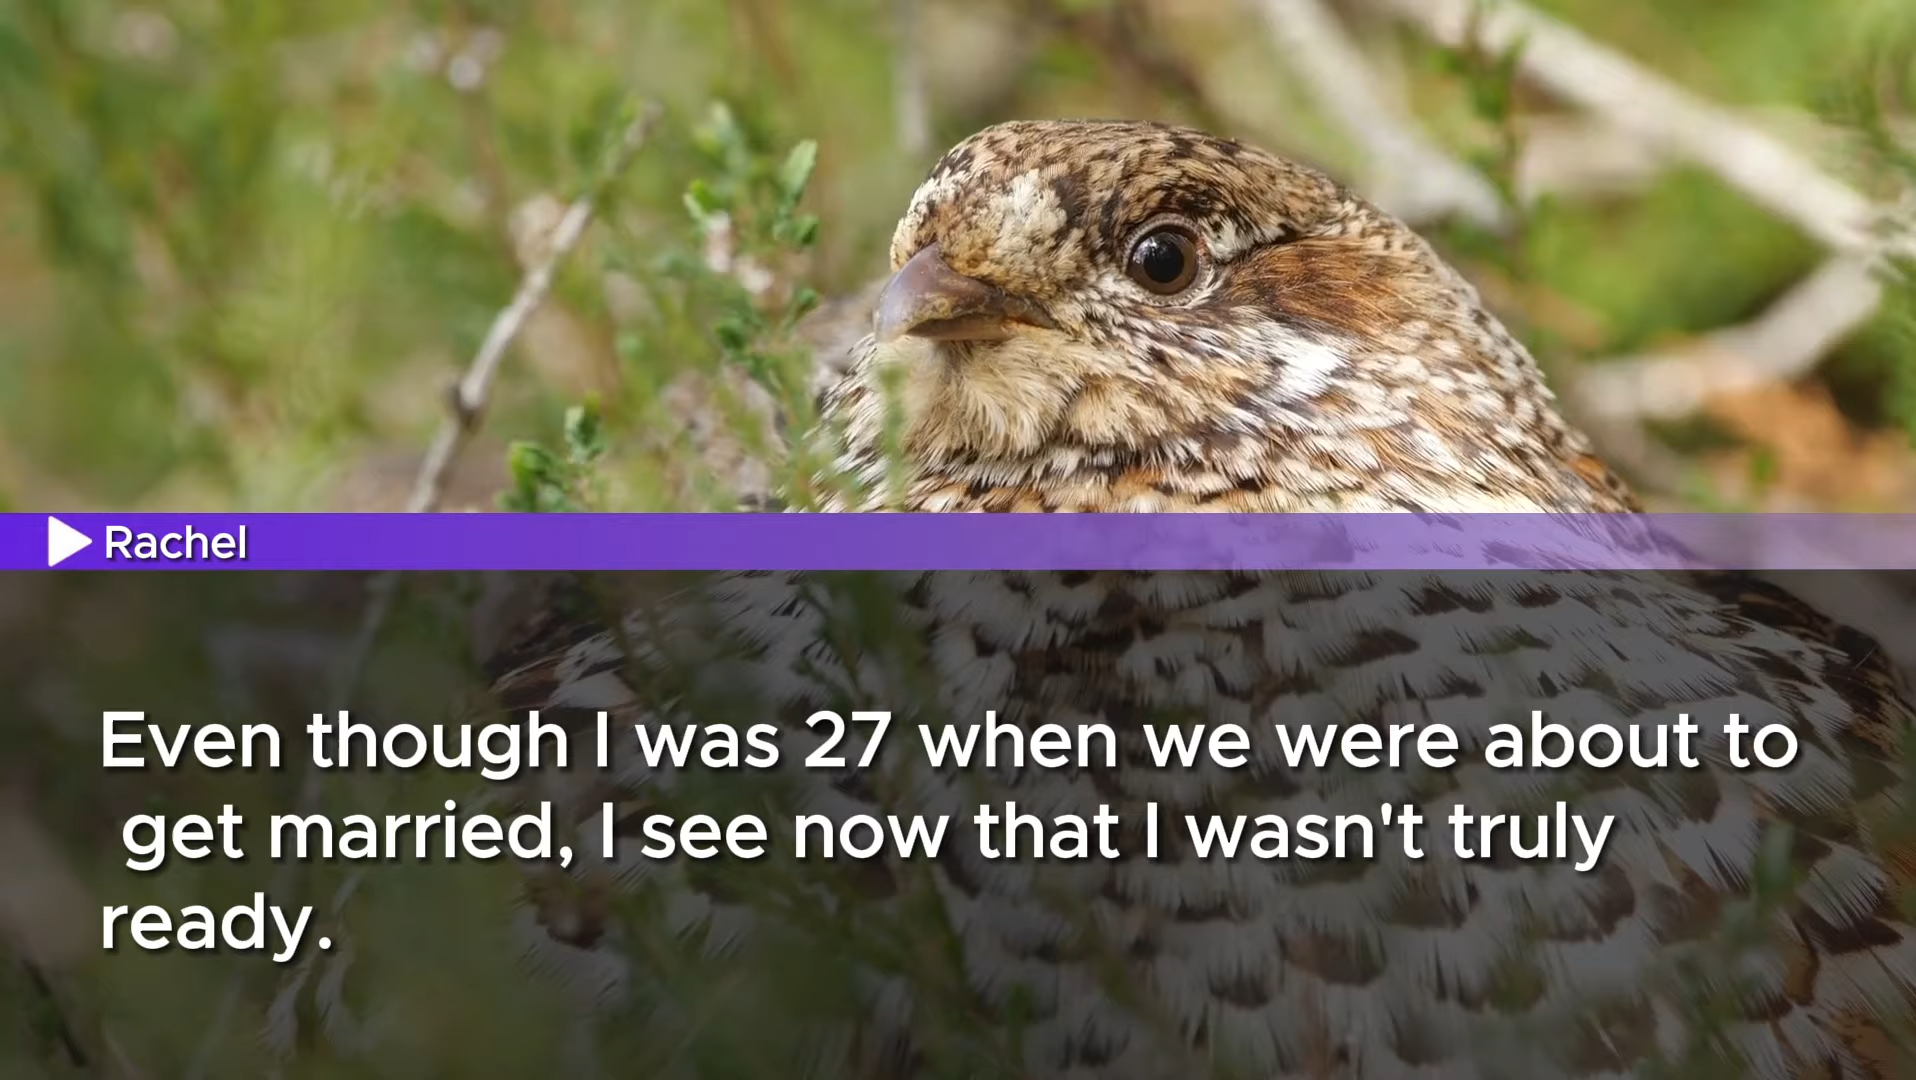 Rachel
Even though I was 27 when we were about to
get married, I see now that I wasn't truly
ready.